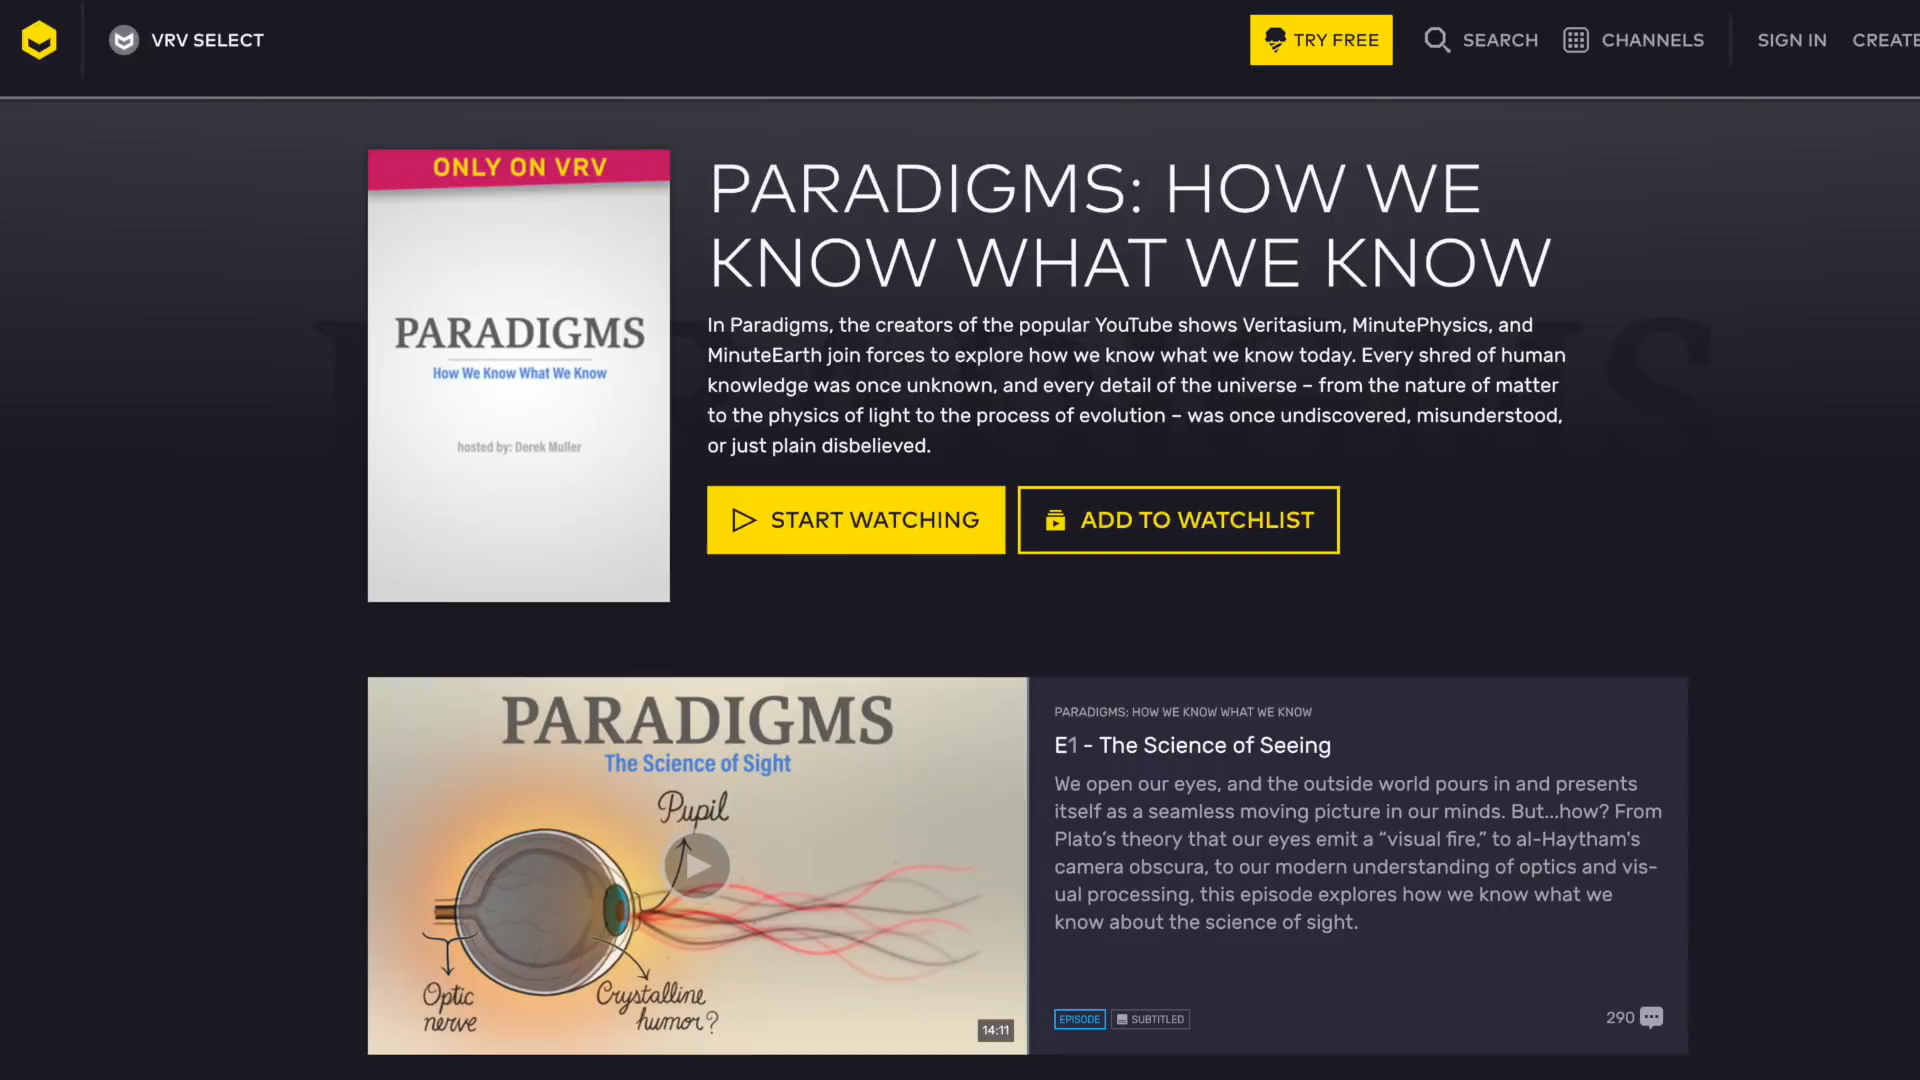 VRV SELECT
TRY FREE
SEARCH
CHANNELS
SIGN IN
CREATE
ONLY ON VRV
PARADIGMS
How We Know What We Know
hosted by: Derek Muller
PARADIGMS: HOW WE
KNOW WHAT WE KNOW
In Paradigms, the creators of the popular YouTube shows Veritasium, MinutePhysics, and
MinuteEarth join forces to explore how we know what we know today. Every shred of human
knowledge was once unknown, and every detail of the universe – from the nature of matter
to the physics of light to the process of evolution – was once undiscovered, misunderstood,
or just plain disbelieved.
START WATCHING
ADD TO WATCHLIST
PARADIGMS
The Science of Sight
Pupil
Optic
nerve
Crystalline
humor?
14:11
PARADIGMS: HOW WE KNOW WHAT WE KNOW
E1 - The Science of Seeing
We open our eyes, and the outside world pours in and presents
itself as a seamless moving picture in our minds. But...how? From
Plato's theory that our eyes emit a “visual fire,” to al-Haytham's
camera obscura, to our modern understanding of optics and vis-
ual processing, this episode explores how we know what we
know about the science of sight.
EPISODE
SUBTITLED
290